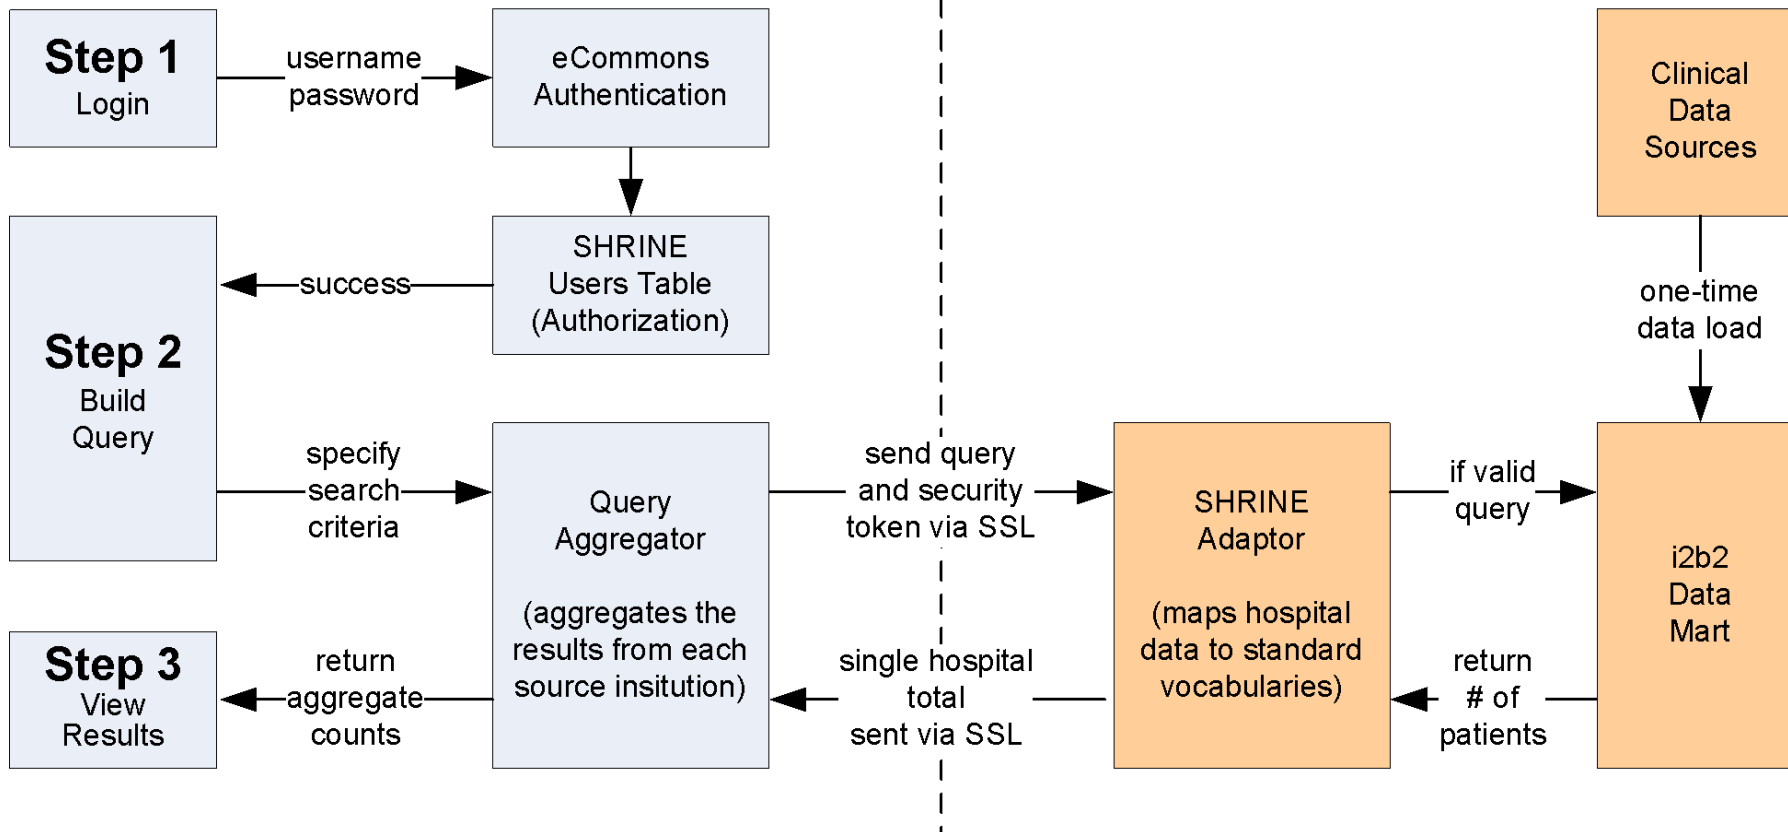 Step 1
Login
username
password
eCommons
Authentication
Clinical
Data
Sources
SHRINE
Users Table
(Authorization)
success
Step 2
Build
Query
one-time
data load
specify
search
criteria
Query
Aggregator
(aggregates the
results from each
source insitution)
send query
and security
token via SSL
SHRINE
Adaptor
(maps hospital
data to standard
vocabularies)
if valid
query
i2b2
Data
Mart
return
# of
patients
single hospital
total
sent via SSL
return
aggregate
counts
Step 3
View
Results